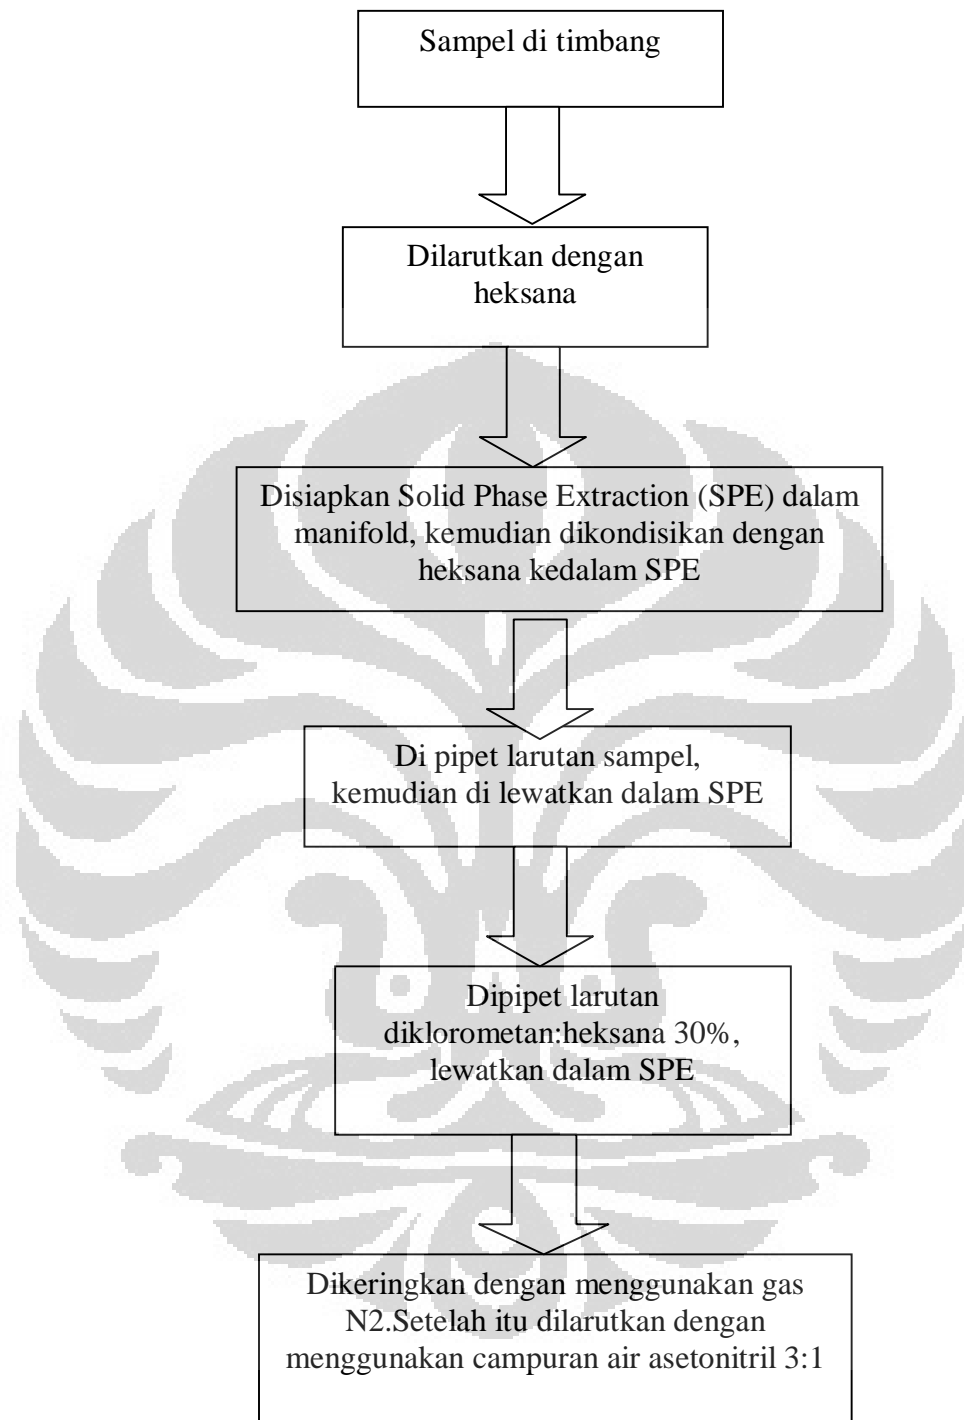 Sampel di timbang
Dilarutkan dengan
heksana
Disiapkan Solid Phase Extraction (SPE) dalam
manifold, kemudian dikondisikan dengan
heksana kedalam SPE
Di pipet larutan sampel,
kemudian di lewatkan dalam SPE
Dipipet larutan
diklorometan:heksana 30%,
lewatkan dalam SPE
Dikeringkan dengan menggunakan gas
N2.Setelah itu dilarutkan dengan
menggunakan campuran air asetonitril 3:1